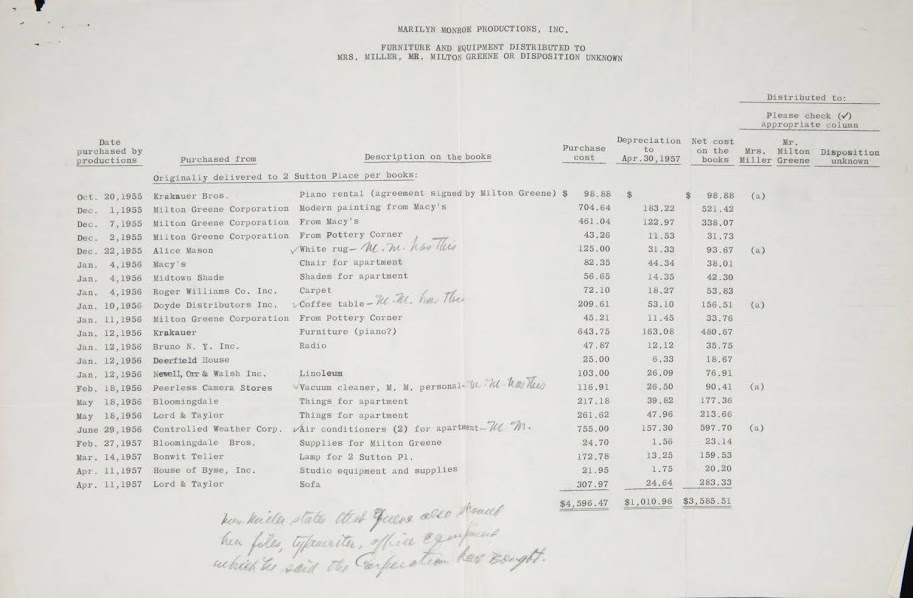 MARILYN MONROE PRODUCTIONS, INC.
FURNITURE AND EQUIPMENT DISTRIBUTED TO
MRS. MILLER, MR. MILTON GREENE OR DISPOSITION UNKNOWN
Distributed to:
Please check (✓)
appropriate column
Date purchased by productions Purchased from Description on the books Purchase cost Depreciation to Apr.30,1957 Net cost on the books Mrs. Miller Mr. Milton Greene Disposition unknown
Originally delivered to 2 Sutton Place per books:
Oct. 20,1955 Krakauer Bros. Piano rental (agreement signed by Milton Greene) $ 98.88 $ $ 98.88 (a)
Dec. 1,1955 Milton Greene Corporation Modern painting from Macy's 704.64 183.22 521.42
Dec. 7,1955 Milton Greene Corporation From Macy's 461.04 122.97 338.07
Dec. 2,1955 Milton Greene Corporation From Pottery Corner 43.26 11.53 31.73
Dec. 22,1955 Alice Mason ✓White rug - M.M. has this 125.00 31.33 93.67 (a)
Jan. 4,1956 Macy's Chair for apartment 82.35 44.34 38.01
Jan. 4,1956 Midtown Shade Shades for apartment 56.65 14.35 42.30
Jan. 4,1956 Roger Williams Co. Inc. Carpet 72.10 18.27 53.83
Jan. 10,1956 Doyde Distributors Inc. ✓Coffee table - M.M. has this 209.61 53.10 156.51 (a)
Jan. 11,1956 Milton Greene Corporation From Pottery Corner 45.21 11.45 33.76
Jan. 12,1956 Krakauer Furniture (piano?) 643.75 163.08 480.67
Jan. 12,1956 Bruno N. Y. Inc. Radio 47.87 12.12 35.75
Jan. 12,1956 Deerfield House 25.00 6.33 18.67
Jan. 12,1956 Newell, Orr & Walsh Inc. Linoleum 103.00 26.09 76.91
Feb. 18,1956 Peerless Camera Stores ✓Vacuum cleaner, M. M. personal - M.M. has this 116.91 26.50 90.41 (a)
May 18,1956 Bloomingdale Things for apartment 217.18 39.82 177.36
May 18,1956 Lord & Taylor Things for apartment 261.62 47.96 213.66
June 29,1956 Controlled Weather Corp. ✓Air conditioners (2) for apartment - M.M. 755.00 157.30 597.70 (a)
Feb. 27,1957 Bloomingdale Bros. Supplies for Milton Greene 24.70 1.56 23.14
Mar. 14,1957 Bonwit Teller Lamp for 2 Sutton Pl. 172.78 13.25 159.53
Apr. 11,1957 House of Byse, Inc. Studio equipment and supplies 21.95 1.75 20.20
Apr. 11,1957 Lord & Taylor Sofa 307.97 24.64 283.33
$4,596.47 $1,010.96 $3,585.51
Mrs. Miller states that Greene also
her files, typewriter, office equipment
which he said the Corporation had bought.